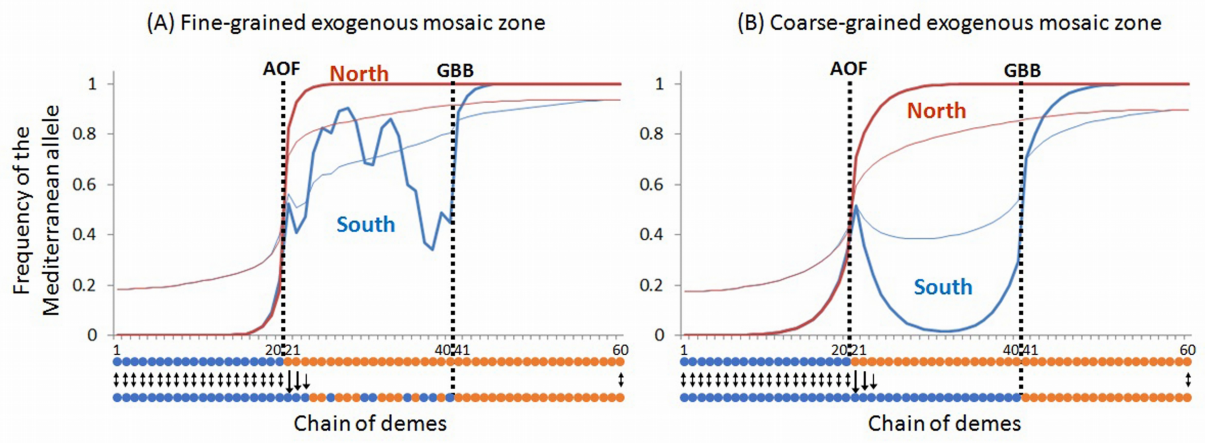 (A) Fine-grained exogenous mosaic zone
(B) Coarse-grained exogenous mosaic zone
Frequency of the
Mediterranean allele
AOF
North
GBB
South
1
0.8
0.6
0.4
0.2
0
1
20
21
40
41
60
Chain of demes
AOF
GBB
North
South
1
0.8
0.6
0.4
0.2
0
1
20
21
40
41
60
Chain of demes